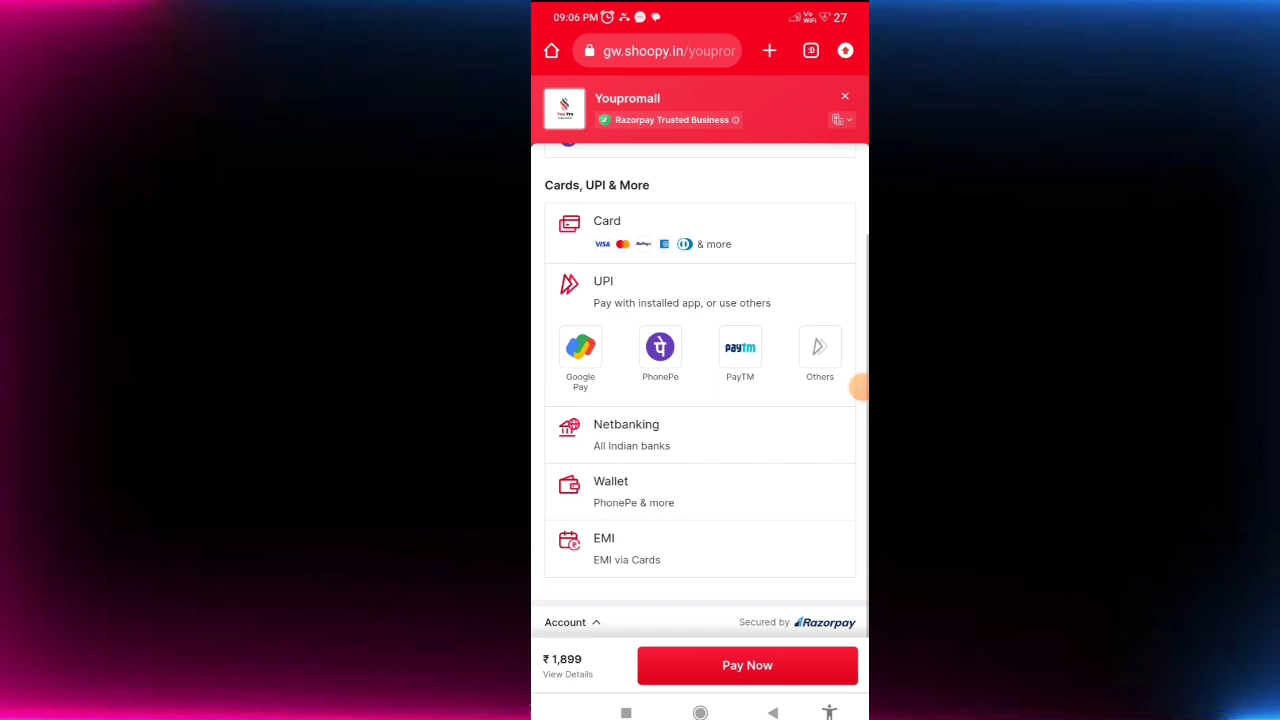 09:06 PM 27
gw.shoopy.in/youpror
Youpromall
Razorpay Trusted Business
Cards, UPI & More
Card
VISA RuPay & more
UPI
Pay with installed app, or use others
पे paytm
Google Pay PhonePe PayTM Others
Netbanking
All Indian banks
Wallet
PhonePe & more
EMI
EMI via Cards
Account Secured by Razorpay
₹ 1,899
View Details
Pay Now